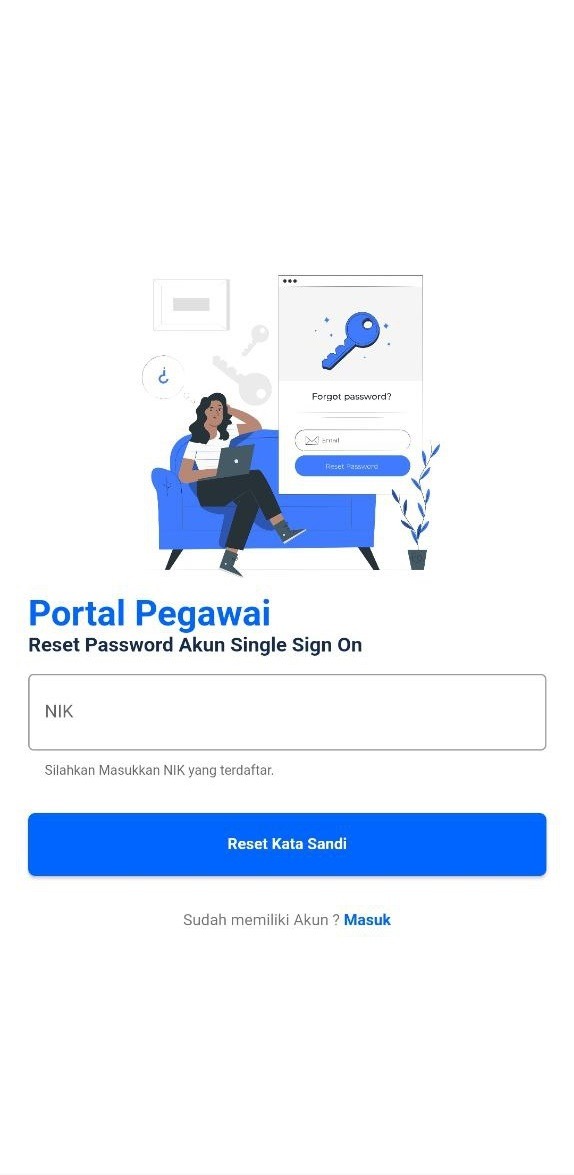 Forgot password?
Email
Reset Password
Portal Pegawai
Reset Password Akun Single Sign On
NIK
Silahkan Masukkan NIK yang terdaftar.
Reset Kata Sandi
Sudah memiliki Akun ? Masuk